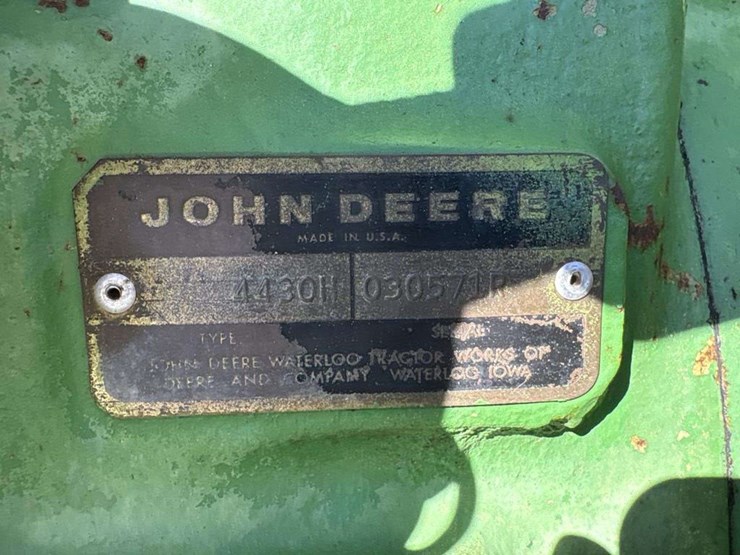 JOHN DEERE
MADE IN U.S.A.
4430H 030571R
TYPE SERIAL
JOHN DEERE WATERLOO TRACTOR WORKS OF
DEERE AND COMPANY WATERLOO, IOWA